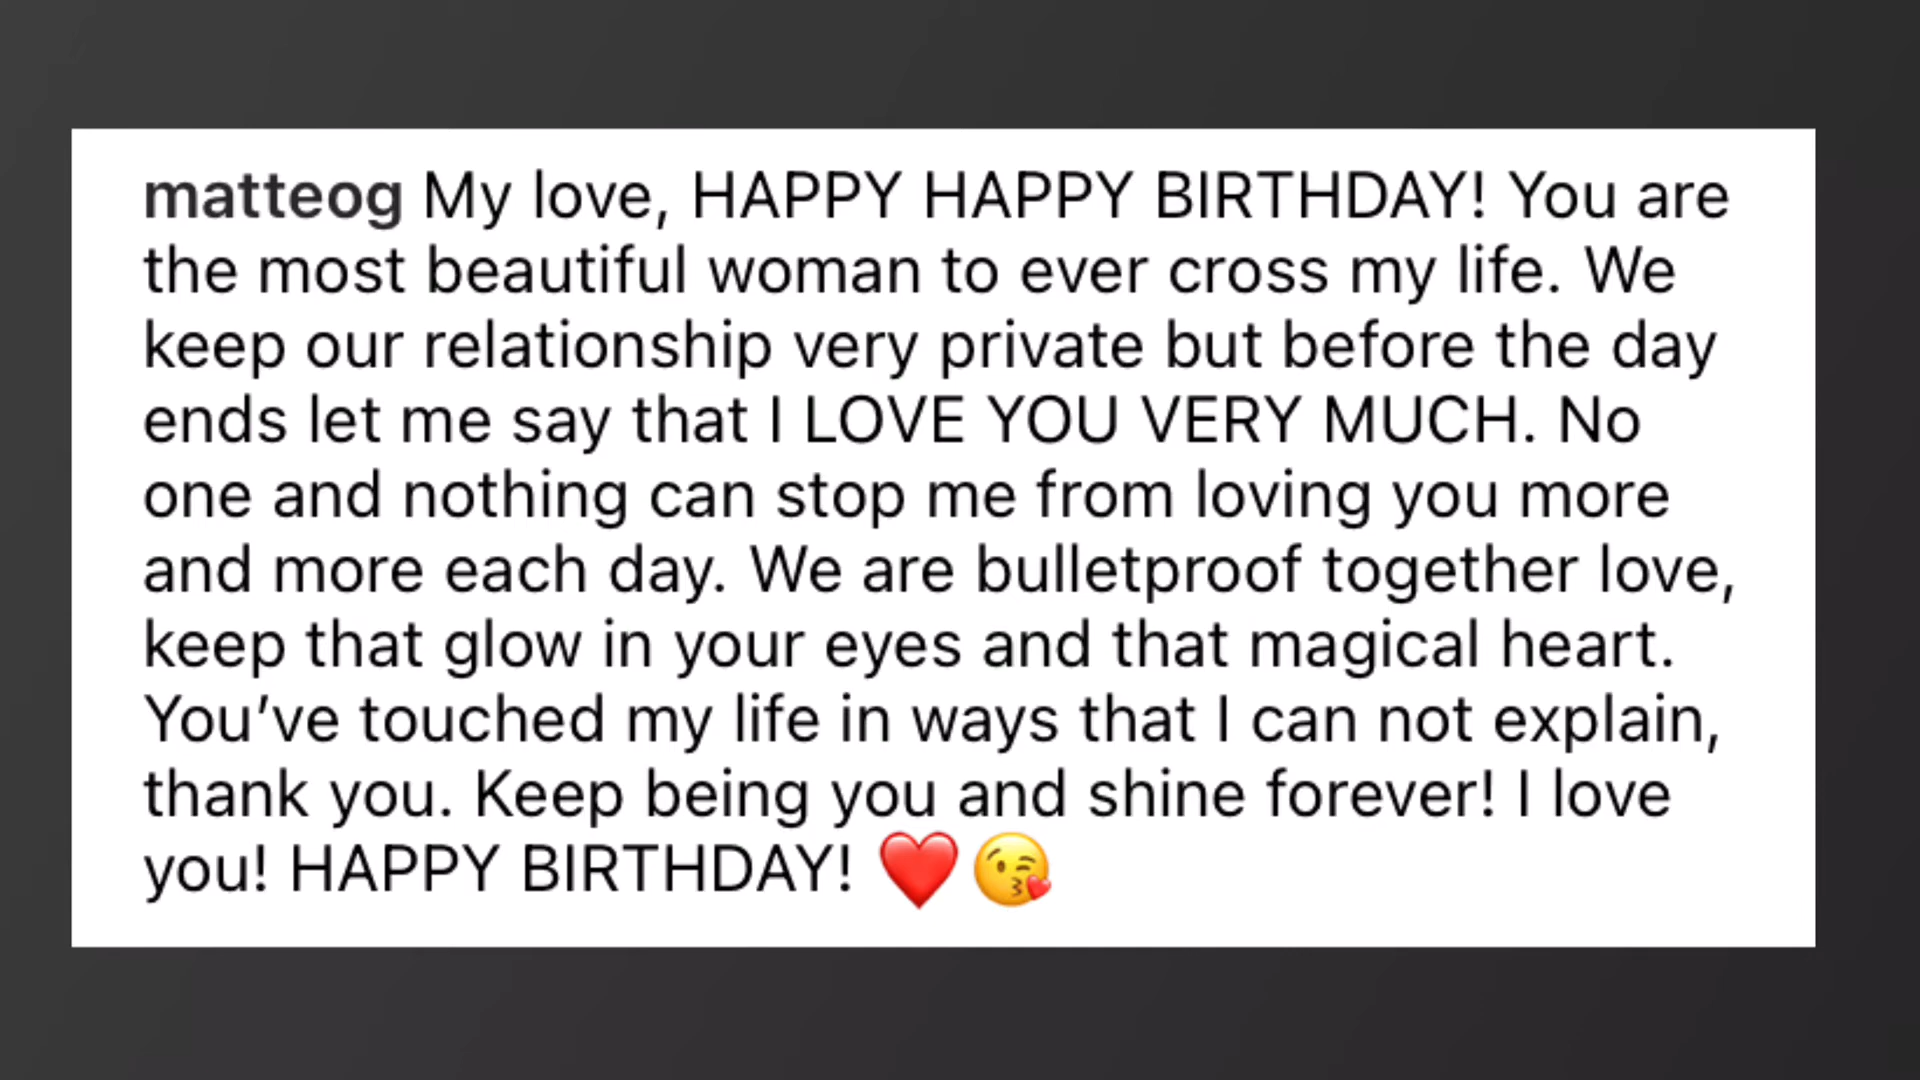 matteog My love, HAPPY HAPPY BIRTHDAY! You are
the most beautiful woman to ever cross my life. We
keep our relationship very private but before the day
ends let me say that I LOVE YOU VERY MUCH. No
one and nothing can stop me from loving you more
and more each day. We are bulletproof together love,
keep that glow in your eyes and that magical heart.
You’ve touched my life in ways that I can not explain,
thank you. Keep being you and shine forever! I love
you! HAPPY BIRTHDAY! ❤️😘